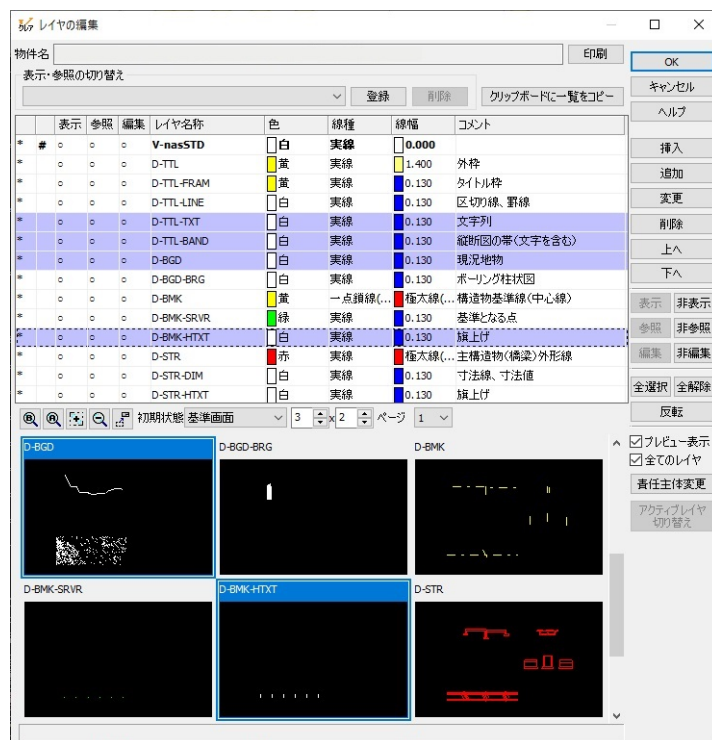 レイヤの編集
物件名
印刷
表示・参照の切り替え
登録 削除 クリップボードに一覧をコピー
表示 参照 編集 レイヤ名称 色 線種 線幅 コメント
* # ○ ○ ○ V-nasSTD 白 実線 0.000
* ○ ○ ○ D-TTL 黄 実線 1.400 外枠
* ○ ○ ○ D-TTL-FRAM 黄 実線 0.130 タイトル枠
* ○ ○ ○ D-TTL-LINE 白 実線 0.130 区切り線、罫線
* ○ ○ ○ D-TTL-TXT 白 実線 0.130 文字列
* ○ ○ ○ D-TTL-BAND 白 実線 0.130 縦断図の帯(文字を含む)
* ○ ○ ○ D-BGD 白 実線 0.130 現況地物
* ○ ○ ○ D-BGD-BRG 白 実線 0.130 ボーリング柱状図
* ○ ○ ○ D-BMK 黄 一点鎖線(... 極太線(... 構造物基準線(中心線)
* ○ ○ ○ D-BMK-SRVR 緑 実線 0.130 基準となる点
* ○ ○ ○ D-BMK-HTXT 白 実線 0.130 旗上げ
* ○ ○ ○ D-STR 赤 実線 極太線(... 主構造物(橋梁)外形線
* ○ ○ ○ D-STR-DIM 白 実線 0.130 寸法線、寸法値
* ○ ○ ○ D-STR-HTXT 白 実線 0.130 旗上げ
初期状態 基準画面 3 x 2 ページ 1
D-BGD D-BGD-BRG D-BMK
D-BMK-SRVR D-BMK-HTXT D-STR
OK
キャンセル
ヘルプ
挿入
追加
変更
削除
上へ
下へ
表示 非表示
参照 非参照
編集 非編集
全選択 全解除
反転
プレビュー表示
全てのレイヤ
責任主体変更
アクティブレイヤ
切り替え